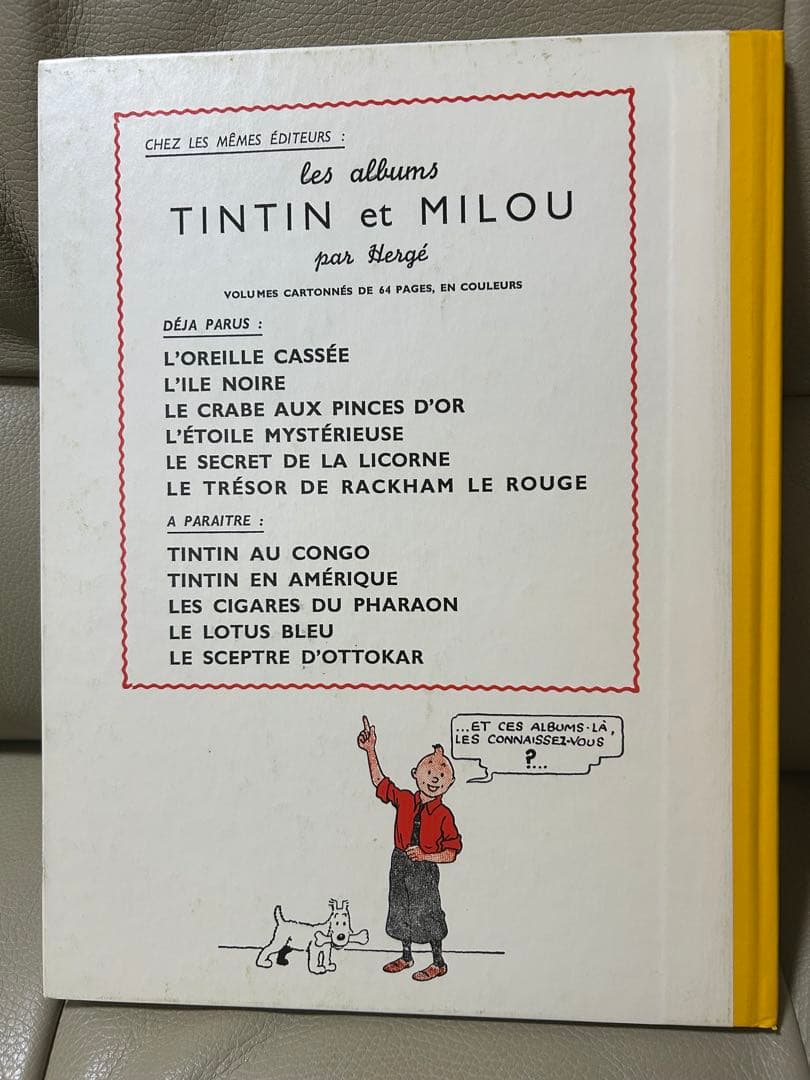 CHEZ LES MÊMES ÉDITEURS :
les albums
TINTIN et MILOU
par Hergé
VOLUMES CARTONNÉS DE 64 PAGES, EN COULEURS
DÉJA PARUS :
L'OREILLE CASSÉE
L'ILE NOIRE
LE CRABE AUX PINCES D'OR
L'ÉTOILE MYSTÉRIEUSE
LE SECRET DE LA LICORNE
LE TRÉSOR DE RACKHAM LE ROUGE
A PARAITRE :
TINTIN AU CONGO
TINTIN EN AMÉRIQUE
LES CIGARES DU PHARAON
LE LOTUS BLEU
LE SCEPTRE D'OTTOKAR
...ET CES ALBUMS-LÀ,
LES CONNAISSEZ-VOUS
?...